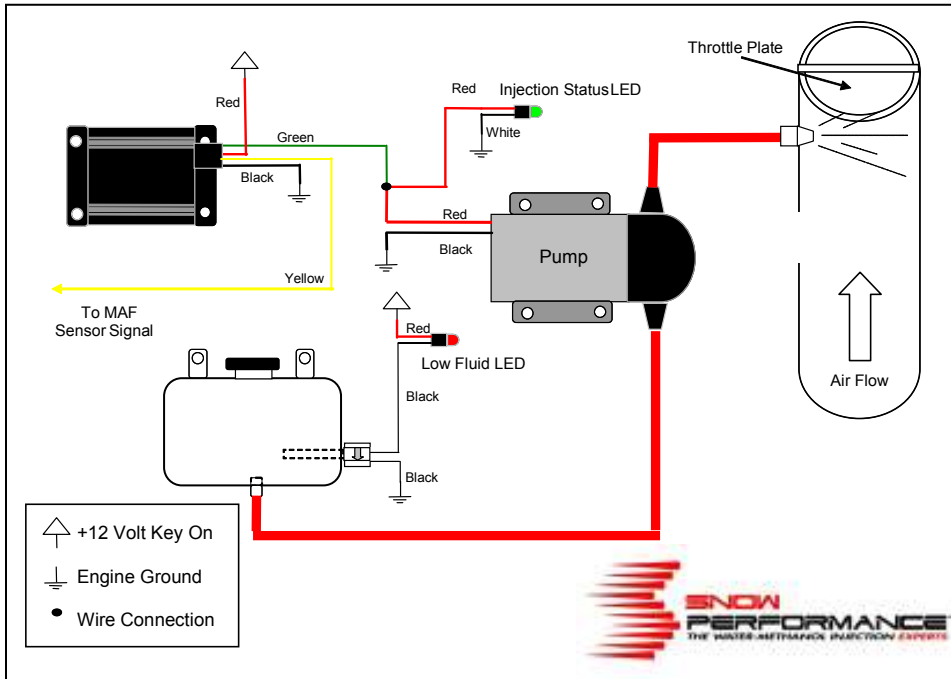 Throttle Plate
Red
Injection StatusLED
Red
Green
White
Black
Red
Black
Pump
Yellow
To MAF
Sensor Signal
Red
Low Fluid LED
Black
Air Flow
Black
+12 Volt Key On
Engine Ground
Wire Connection
SNOW
PERFORMANCE
THE WATER-METHANOL INJECTION EXPERTS